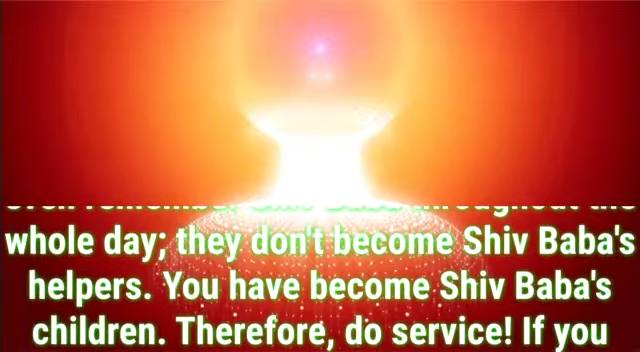 whole day; they don't become Shiv Baba's
helpers. You have become Shiv Baba's
children. Therefore, do service! If you